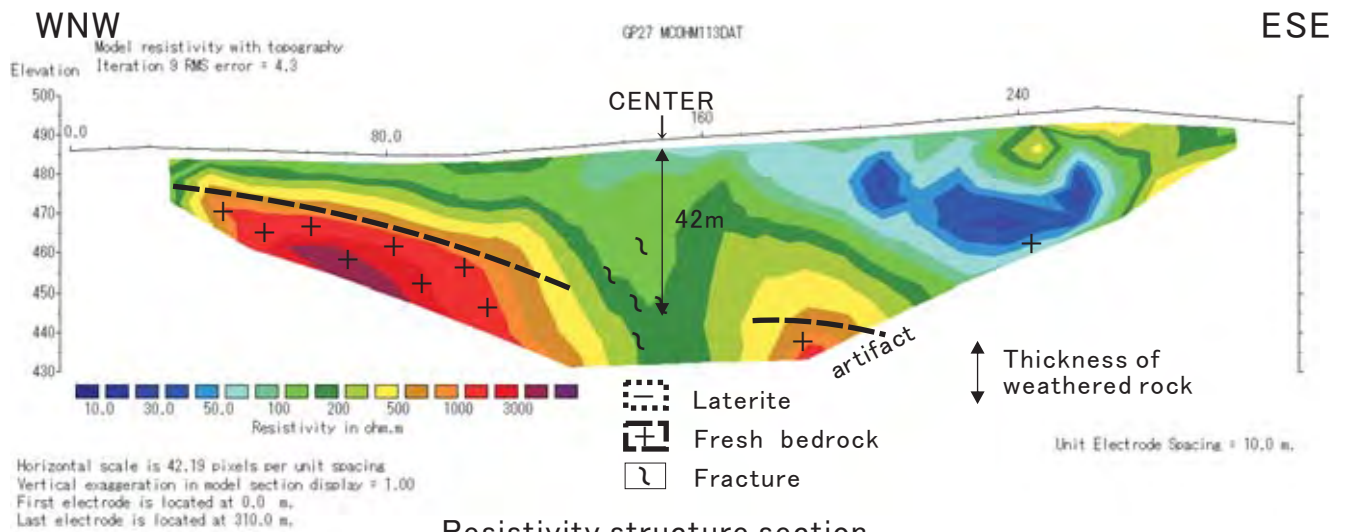 WNW
ESE
Model resistivity with topography
GP27 MCOHM113DAT
Iteration 9 RMS error = 4.3
Elevation
CENTER
500
490
480
470
460
450
440
430
0.0
80.0
160
240
42m
artifact
Thickness of
weathered rock
10.0 30.0 50.0 100 200 500 1000 3000
Resistivity in ohm.m
Laterite
Fresh bedrock
Fracture
Unit Electrode Spacing = 10.0 m.
Horizontal scale is 42.19 pixels per unit spacing
Vertical exaggeration in model section display = 1.00
First electrode is located at 0.0 m.
Last electrode is located at 310.0 m.
Resistivity structure section